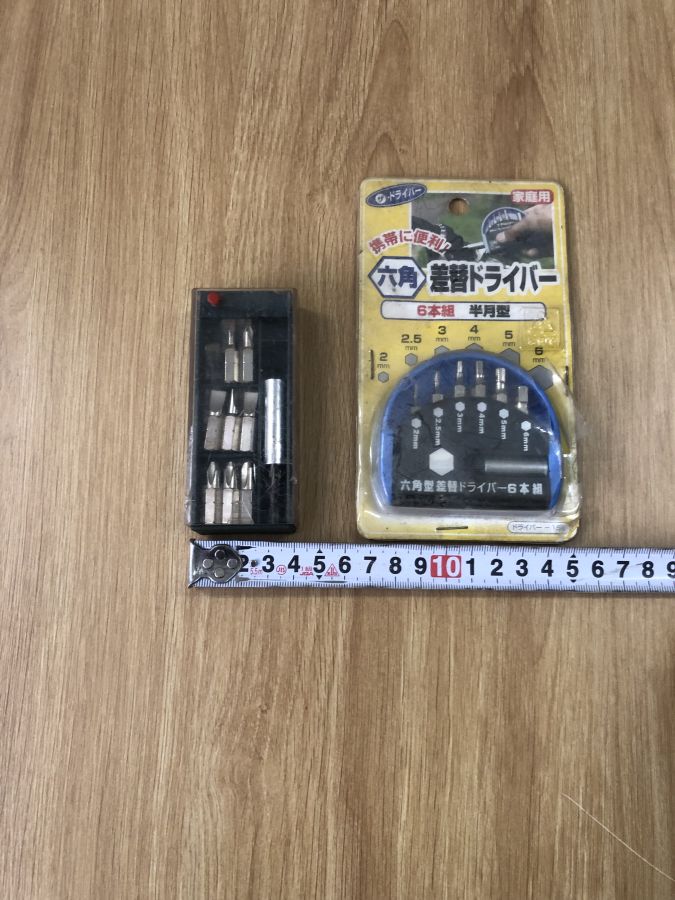 ザ・ドライバー
家庭用
携帯に便利!
六角 差替ドライバー
6本組 半月型
2 mm
2.5 mm
3 mm
4 mm
5 mm
6 mm
2mm
2.5mm
3mm
4mm
5mm
6mm
六角型差替ドライバー6本組
2 3 4 5 6 7 8 9 10 1 2 3 4 5 6 7 8 9
5.5m
JIS